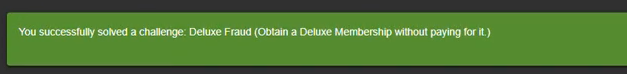 You successfully solved a challenge: Deluxe Fraud (Obtain a Deluxe Membership without paying for it.)